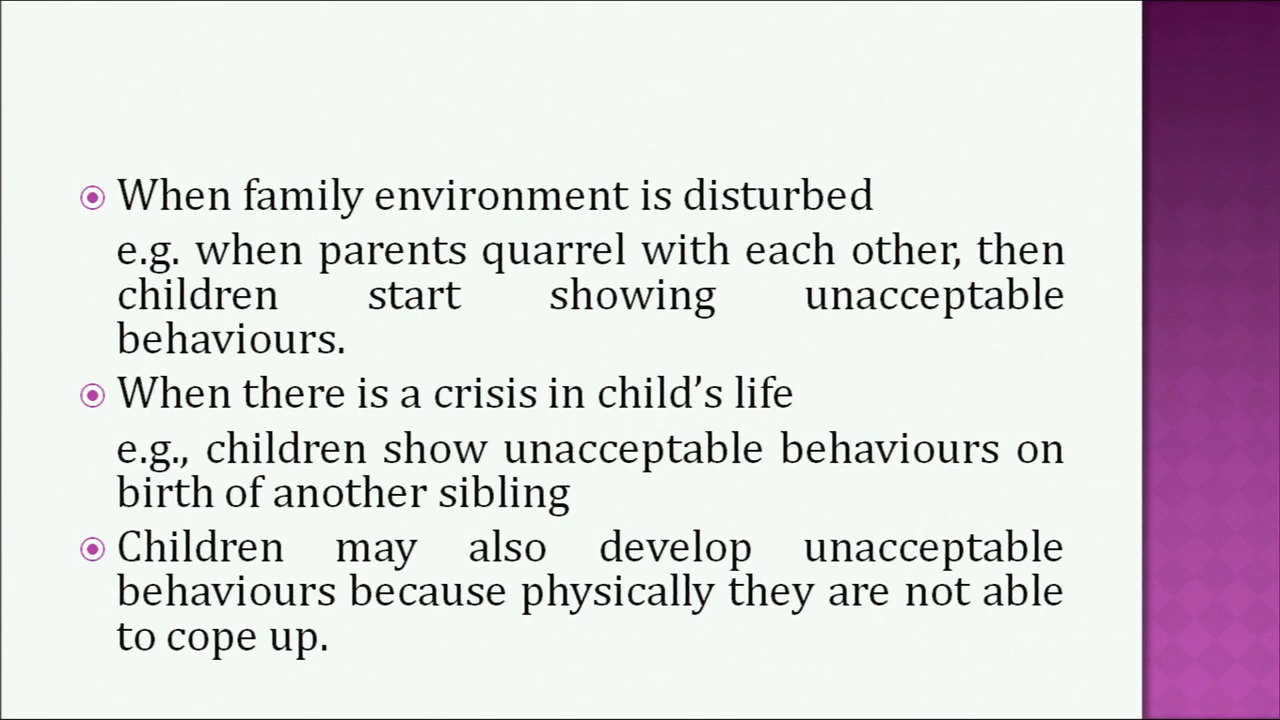 When family environment is disturbed
e.g. when parents quarrel with each other, then
children start showing unacceptable
behaviours.
When there is a crisis in child’s life
e.g., children show unacceptable behaviours on
birth of another sibling
Children may also develop unacceptable
behaviours because physically they are not able
to cope up.